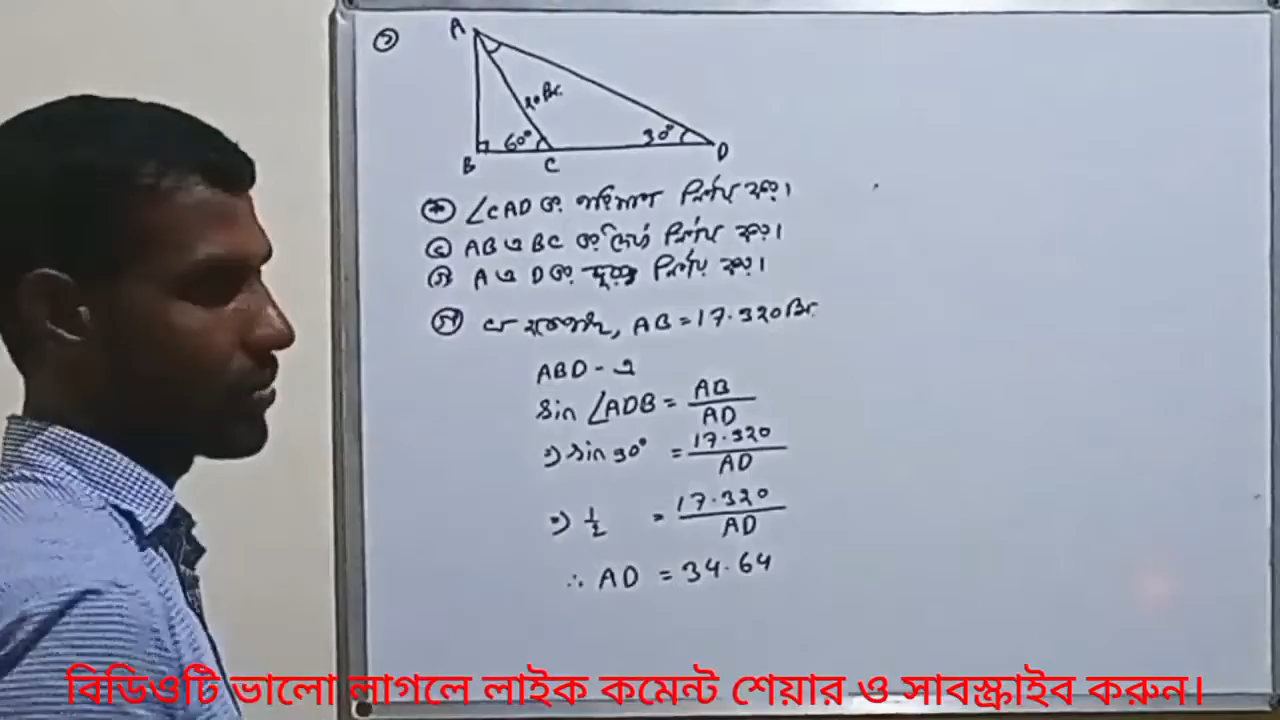 ১
A
২০ মি.
60°
30°
B
C
D
ক ∠CAD এর পরিমাণ নির্ণয় কর।
খ AB ও BC এর দৈর্ঘ্য নির্ণয় কর।
গ A ও D এর দূরত্ব নির্ণয় কর।
গ খ হতে পাই, AB = 17.320 মি.
ABD - এ
sin ∠ADB = AB / AD
⇒ sin 30° = 17.320 / AD
⇒ 1/2 = 17.320 / AD
∴ AD = 34.64
বিডিওটি ভালো লাগলে লাইক কমেন্ট শেয়ার ও সাবস্ক্রাইব করুন।